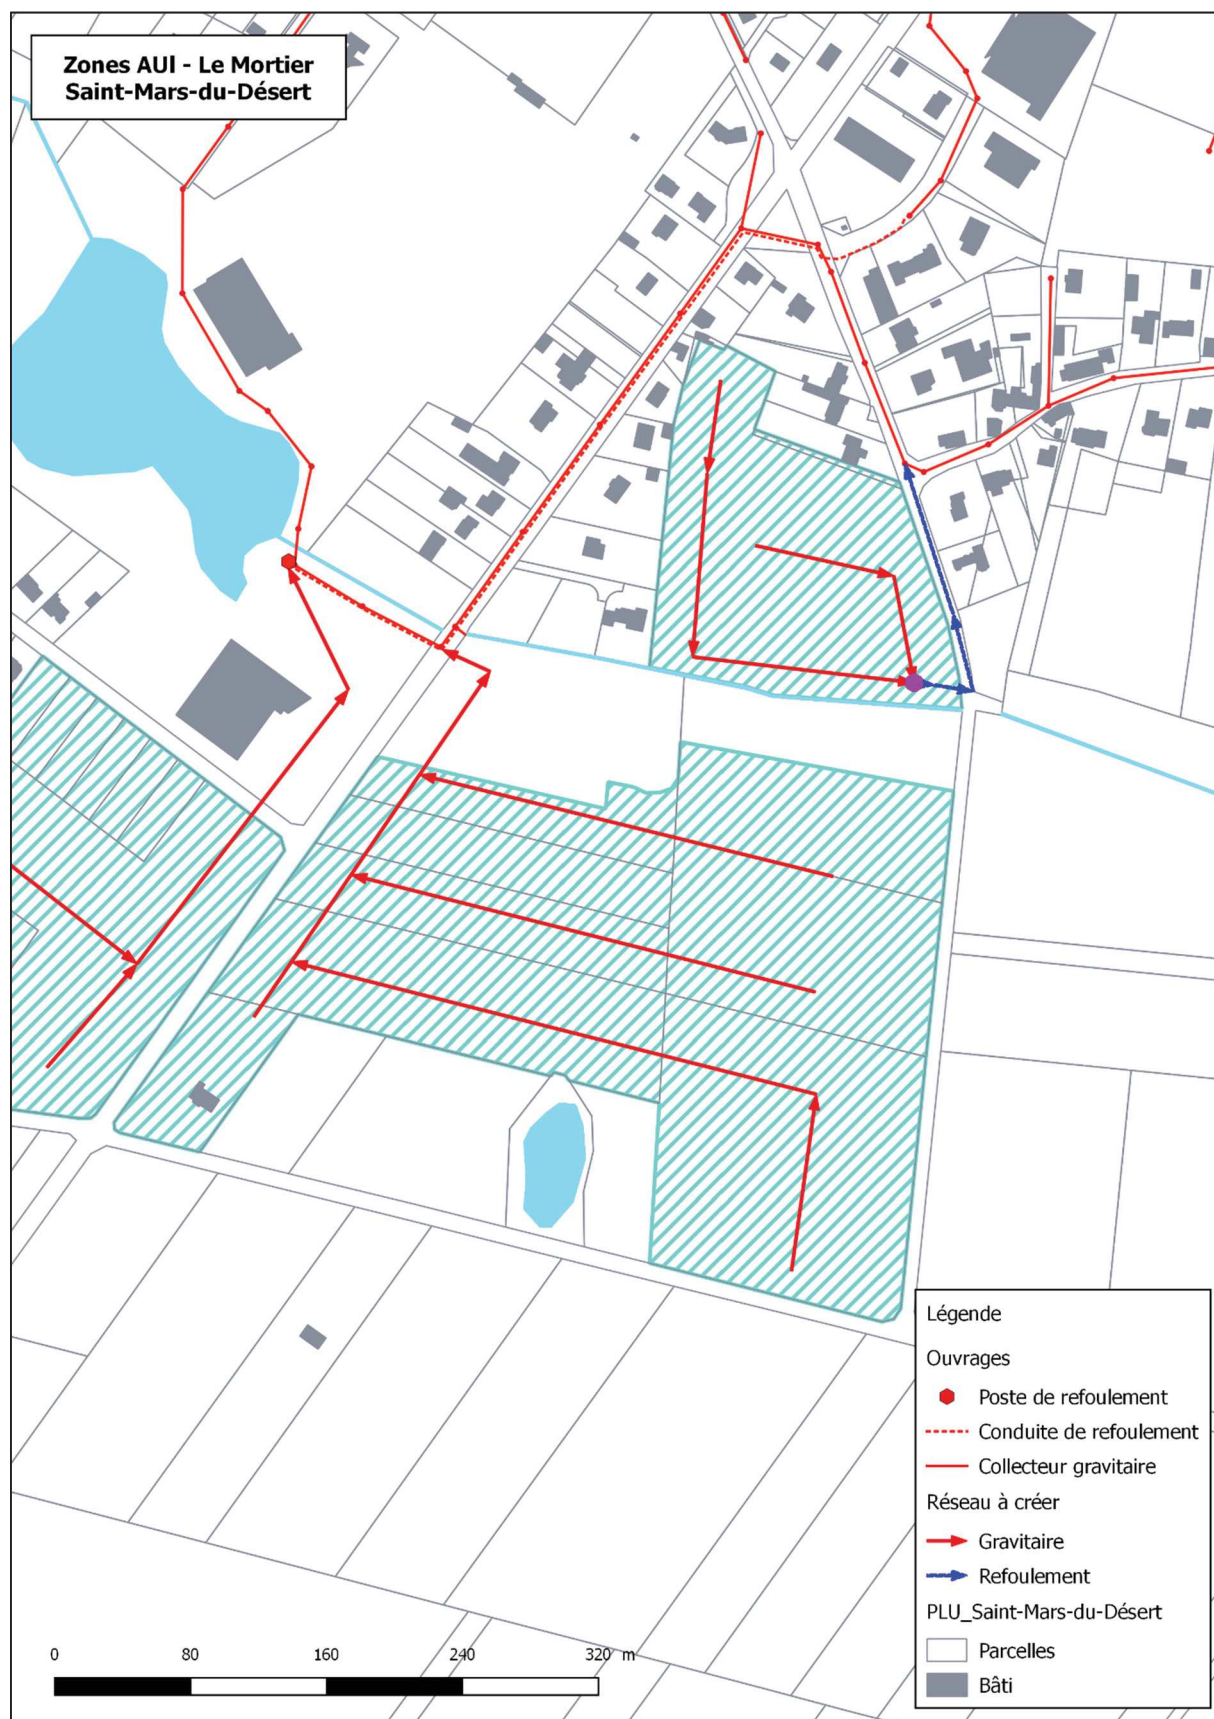 Zones AUl - Le Mortier
Saint-Mars-du-Désert
Légende
Ouvrages
Poste de refoulement
Conduite de refoulement
Collecteur gravitaire
Réseau à créer
Gravitaire
Refoulement
PLU_Saint-Mars-du-Désert
Parcelles
Bâti
0 80 160 240 320 m